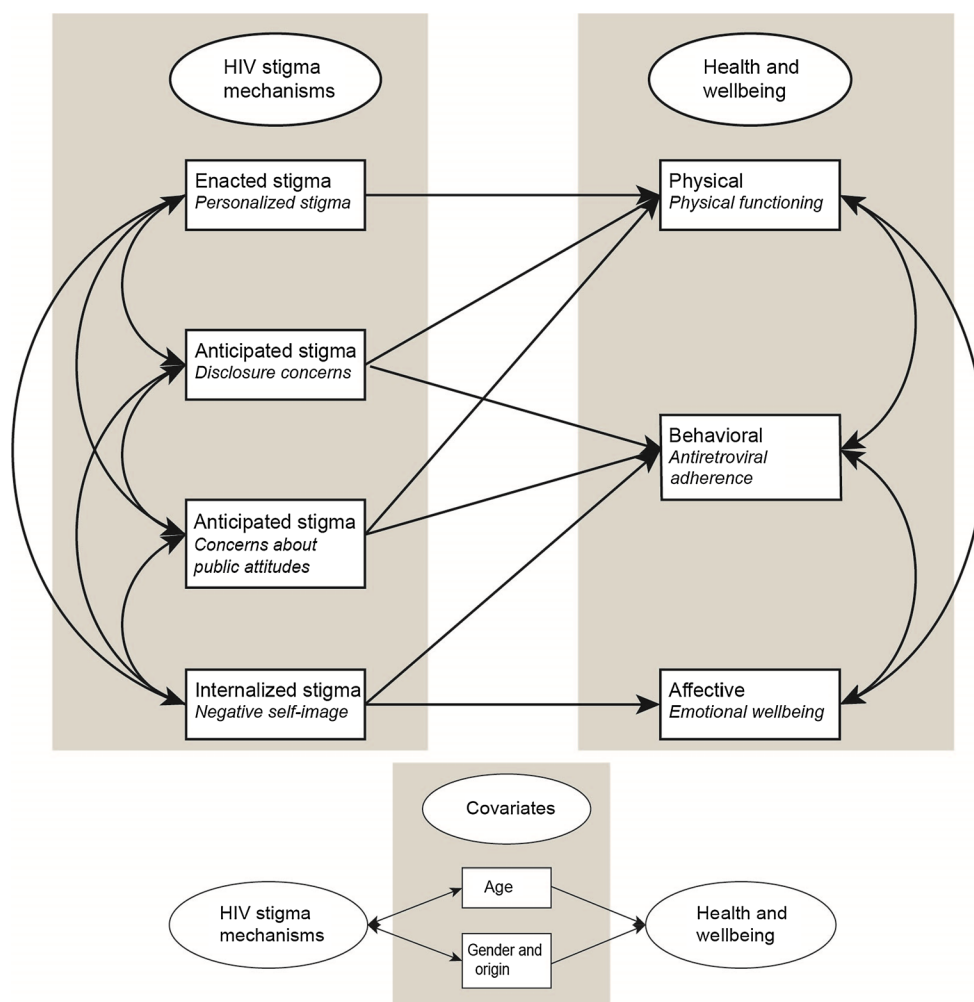 HIV stigma
mechanisms
Health and
wellbeing
Enacted stigma
Personalized stigma
Physical
Physical functioning
Anticipated stigma
Disclosure concerns
Behavioral
Antiretroviral
adherence
Anticipated stigma
Concerns about
public attitudes
Internalized stigma
Negative self-image
Affective
Emotional wellbeing
Covariates
Age
HIV stigma
mechanisms
Gender and
origin
Health and
wellbeing